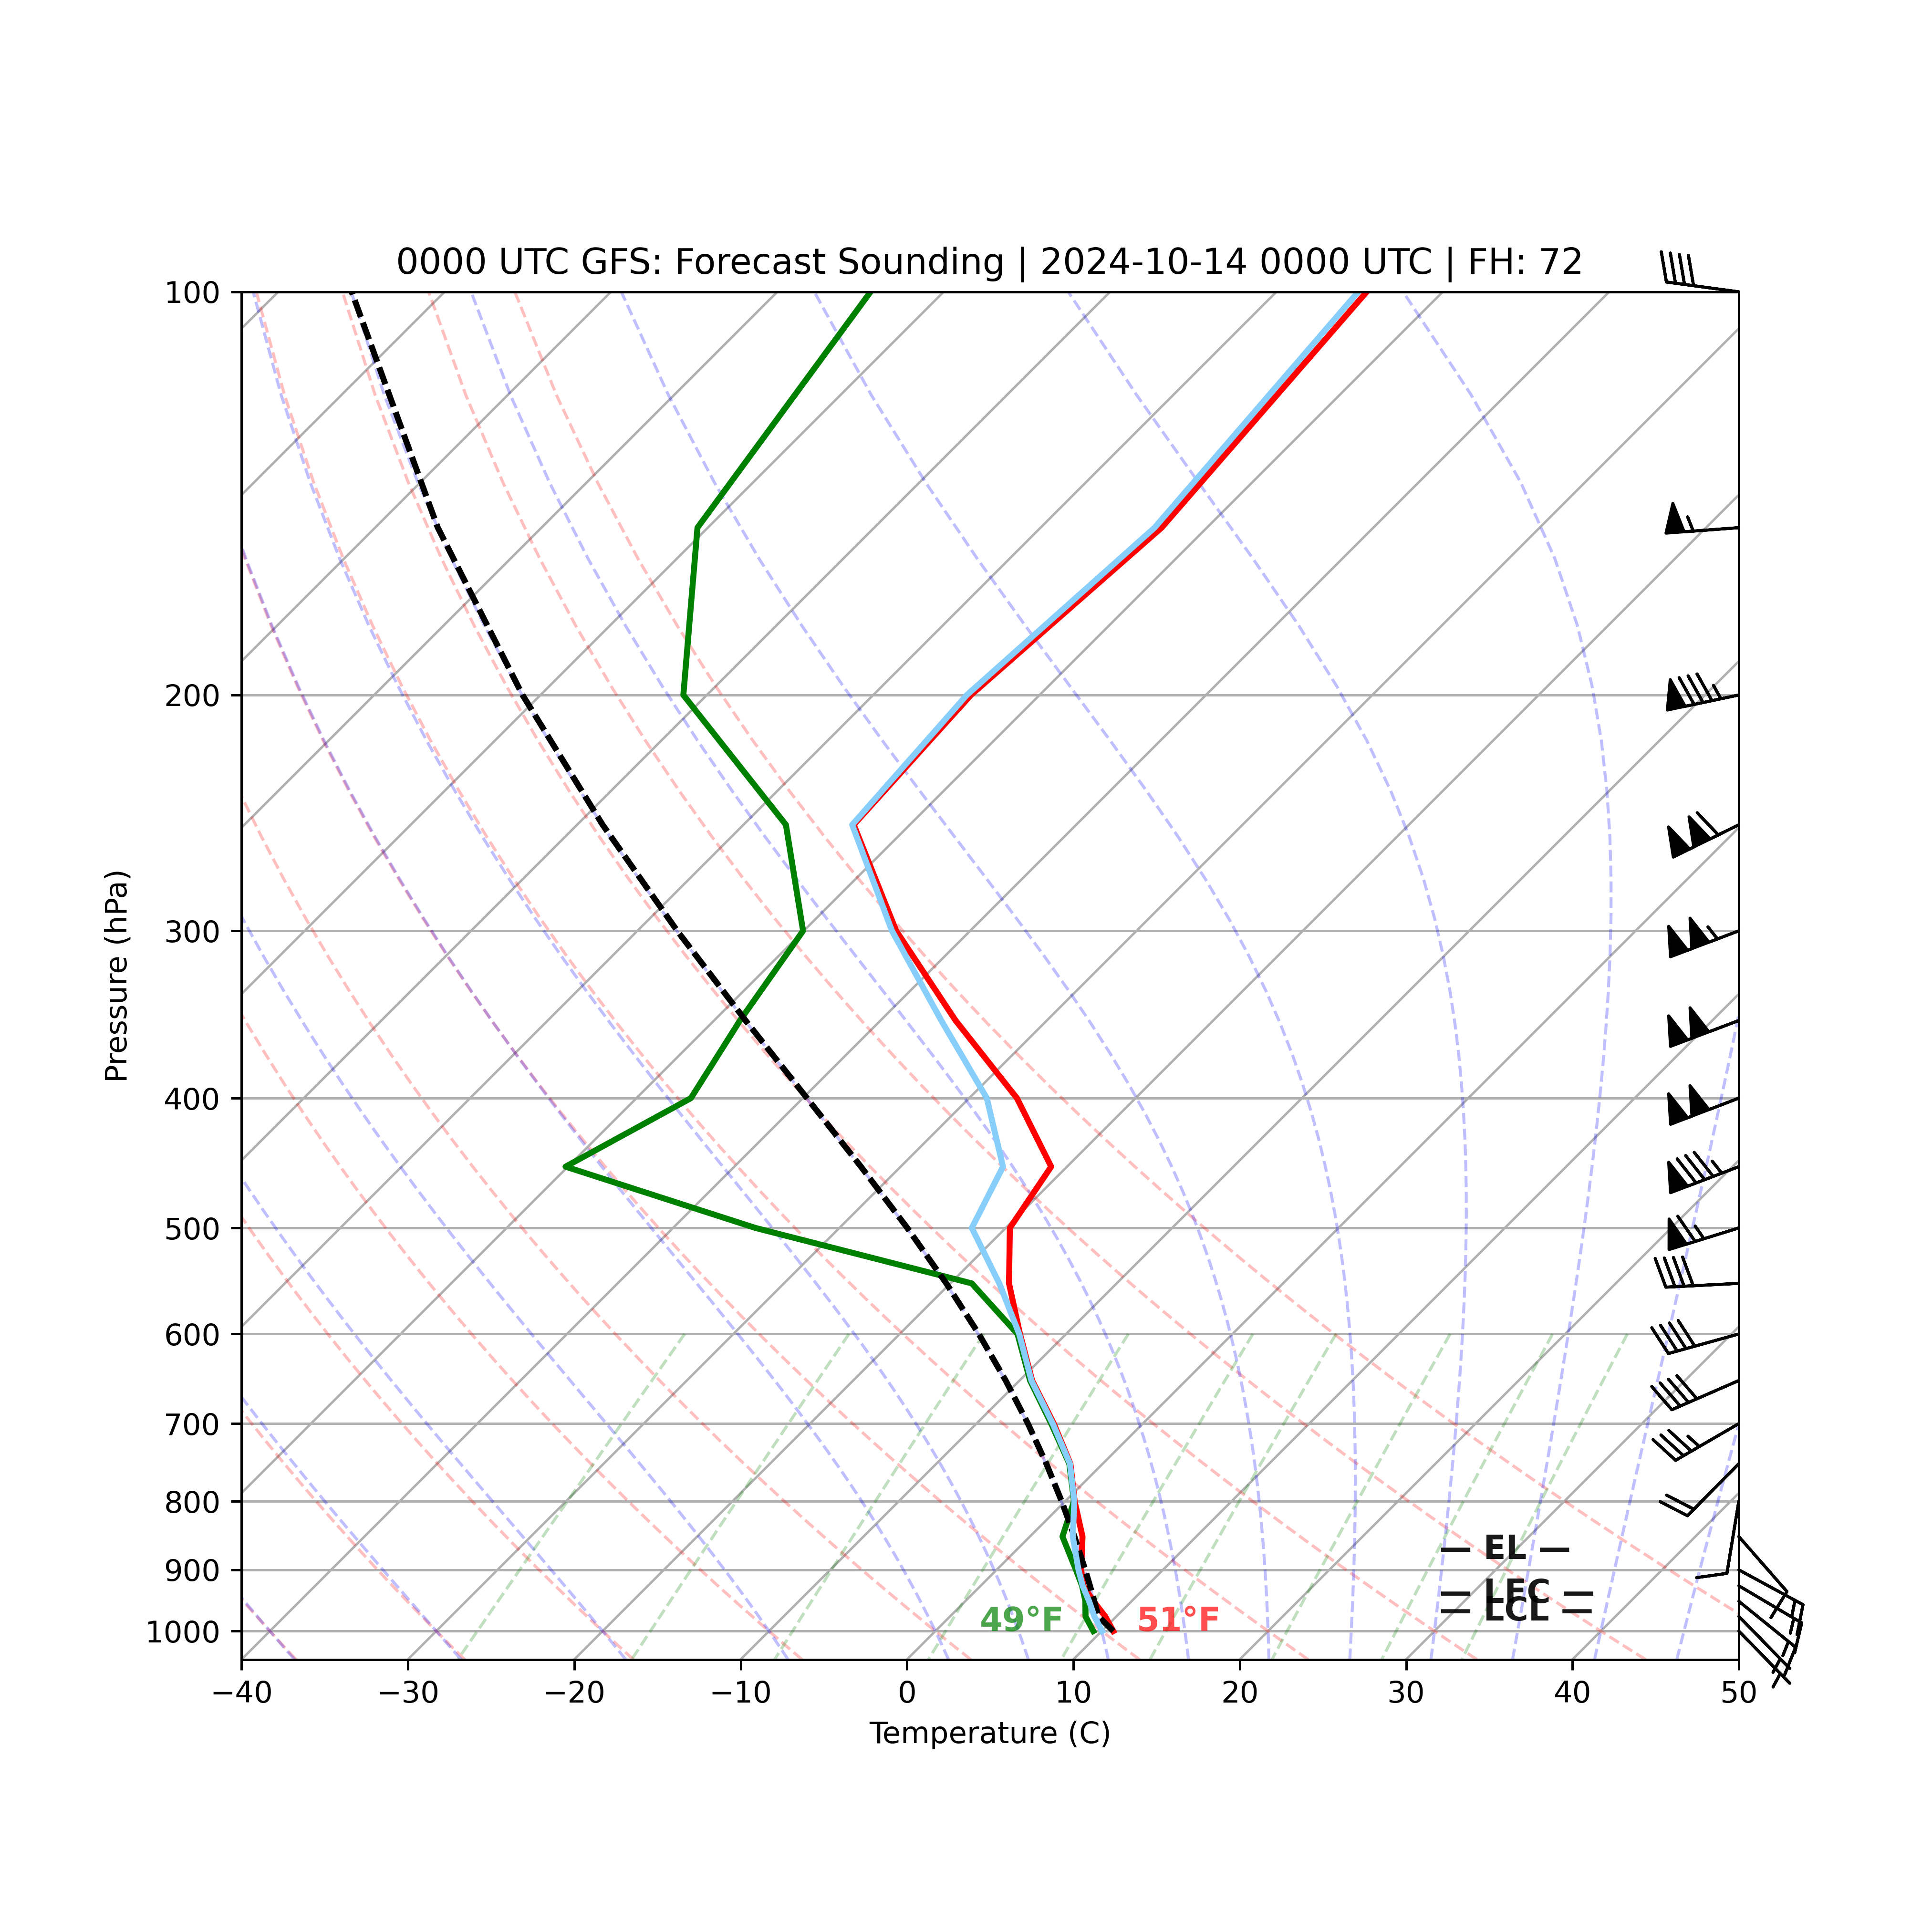 0000 UTC GFS: Forecast Sounding | 2024-10-14 0000 UTC | FH: 72
100
200
300
400
500
600
700
800
900
1000
Pressure (hPa)
— EL —
— LFC —
— LCL —
49°F
51°F
−40
−30
−20
−10
0
10
20
30
40
50
Temperature (C)